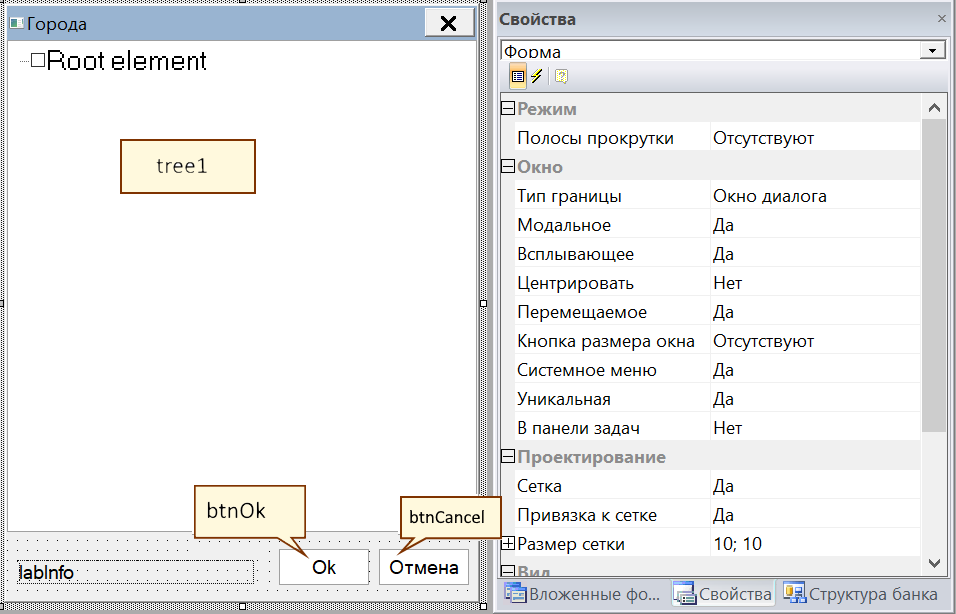 Города
Root element
tree1
btnOk
btnCancel
labInfo
Ok
Отмена
Свойства
Форма
Режим
Полосы прокрутки Отсутствуют
Окно
Тип границы Окно диалога
Модальное Да
Всплывающее Да
Центрировать Нет
Перемещаемое Да
Кнопка размера окна Отсутствуют
Системное меню Да
Уникальная Да
В панели задач Нет
Проектирование
Сетка Да
Привязка к сетке Да
Размер сетки 10; 10
Вид
Вложенные фо... Свойства Структура банка